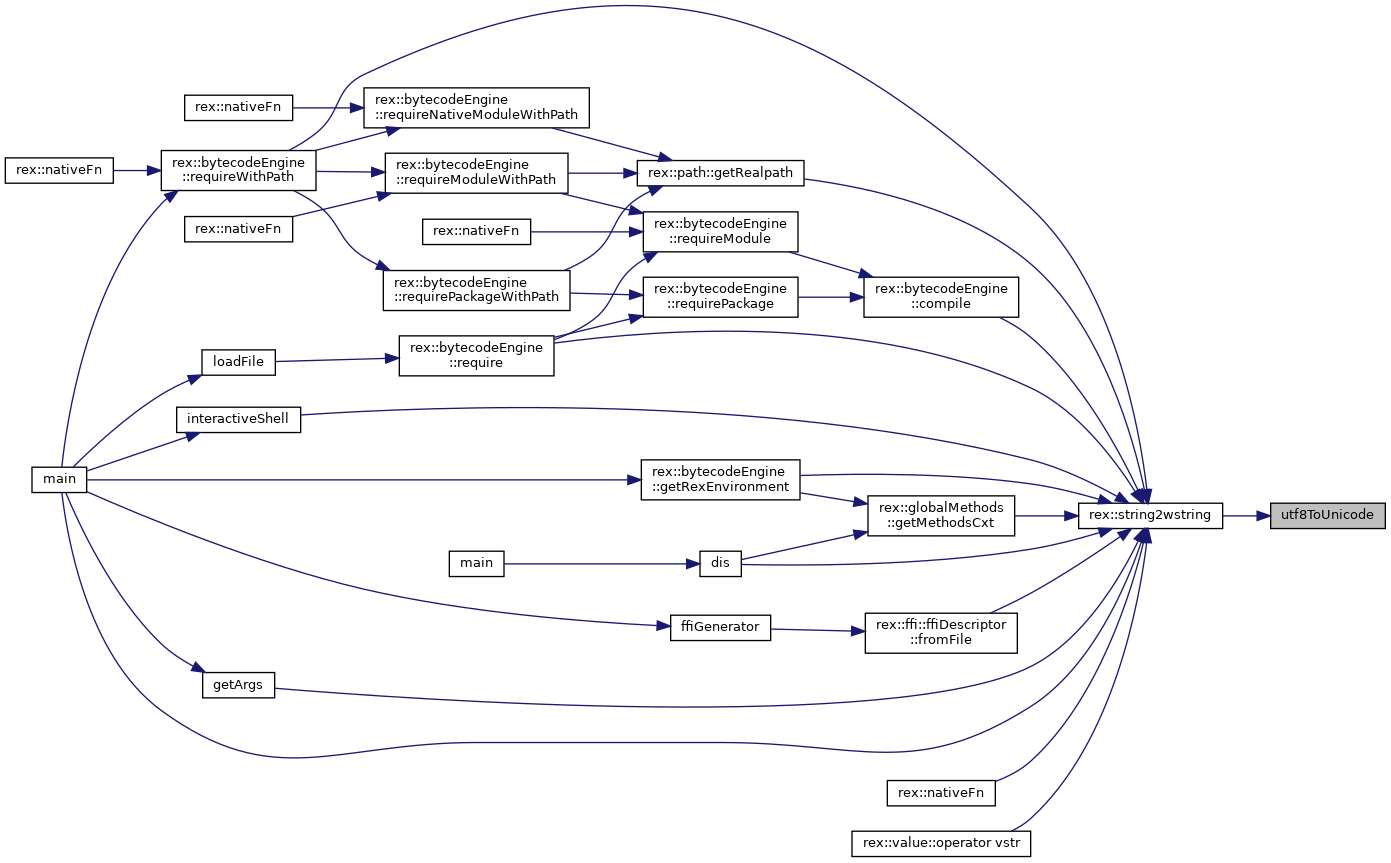 rex::nativeFn
rex::bytecodeEngine
::requireNativeModuleWithPath
rex::nativeFn
rex::bytecodeEngine
::requireWithPath
rex::bytecodeEngine
::requireModuleWithPath
rex::path::getRealpath
rex::nativeFn
rex::nativeFn
rex::bytecodeEngine
::requireModule
rex::bytecodeEngine
::requirePackageWithPath
rex::bytecodeEngine
::requirePackage
rex::bytecodeEngine
::compile
loadFile
rex::bytecodeEngine
::require
interactiveShell
main
rex::bytecodeEngine
::getRexEnvironment
rex::globalMethods
::getMethodsCxt
rex::string2wstring
utf8ToUnicode
main
dis
ffiGenerator
rex::ffi::ffiDescriptor
::fromFile
getArgs
rex::nativeFn
rex::value::operator vstr